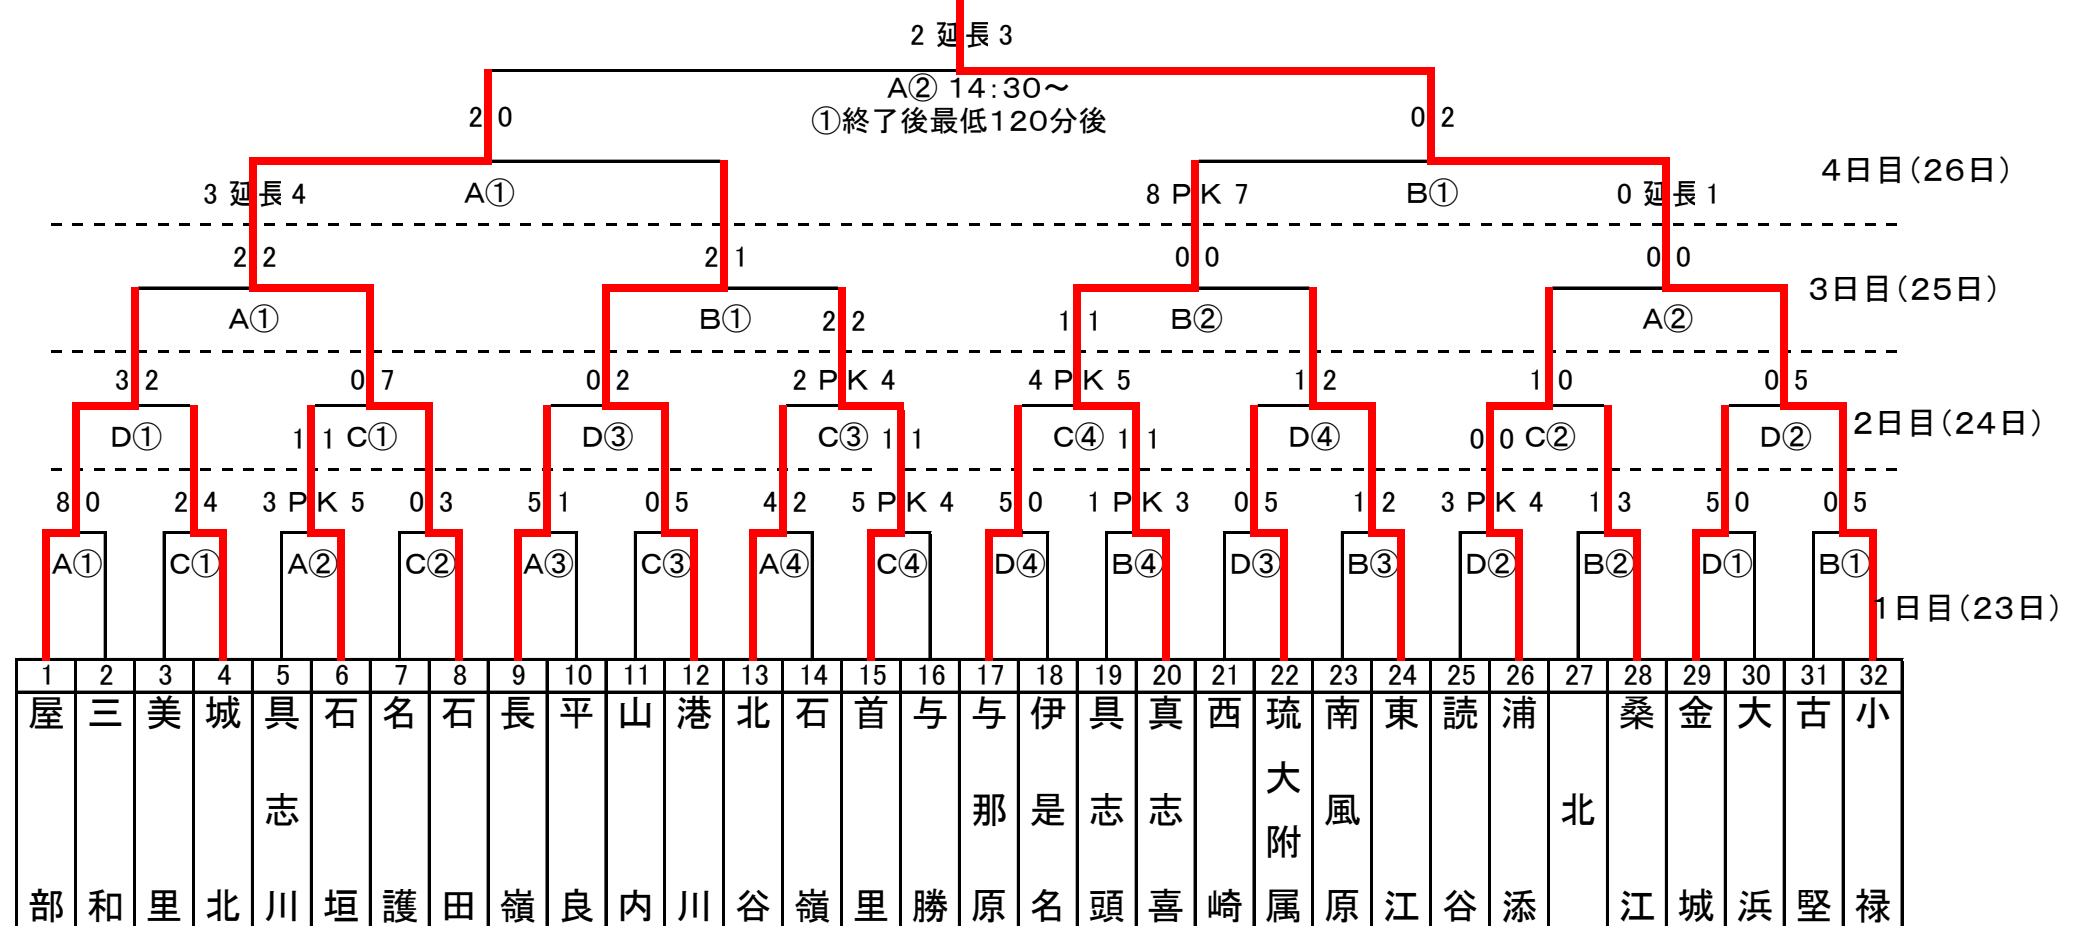 2 延長 3
A② 14:30～
①終了後最低120分後
2 0
0 2
4日目(26日)
3 延長 4
A①
8 PK 7
B①
0 延長 1
2 2
2 1
0 0
0 0
3日目(25日)
A①
B①
2 2
1 1
B②
A②
3 2
0 7
0 2
2 PK 4
4 PK 5
1 2
1 0
0 5
2日目(24日)
D①
1 1
C①
D③
C③
1 1
C④
1 1
D④
0 0
C②
D②
8 0
2 4
3 PK 5
0 3
5 1
0 5
4 2
5 PK 4
5 0
1 PK 3
0 5
1 2
3 PK 4
1 3
5 0
0 5
A①
C①
A②
C②
A③
C③
A④
C④
D④
B④
D③
B③
D②
B②
D①
B①
1日目(23日)
1 2 3 4 5 6 7 8 9 10 11 12 13 14 15 16 17 18 19 20 21 22 23 24 25 26 27 28 29 30 31 32
屋部
三和
美里
城北
具志川
石垣
名護
石田
長嶺
平良
山内
港川
北谷
石嶺
首里
与勝
与那原
伊是名
具志頭
真志喜
西崎
琉大附属
南風原
東江
読谷
浦添
北
桑江
金城
大浜
古堅
小禄